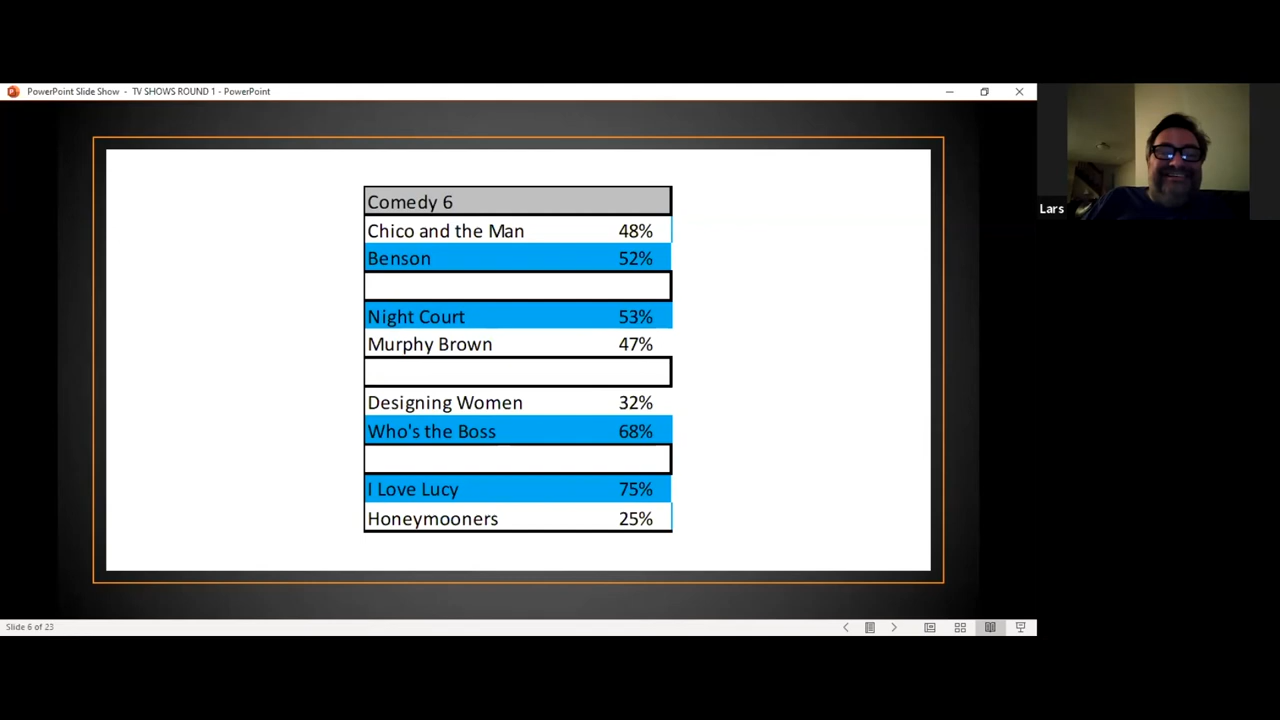 PowerPoint Slide Show - TV SHOWS ROUND 1 - PowerPoint
Lars
Comedy 6
Chico and the Man 48%
Benson 52%
Night Court 53%
Murphy Brown 47%
Designing Women 32%
Who's the Boss 68%
I Love Lucy 75%
Honeymooners 25%
Slide 6 of 23